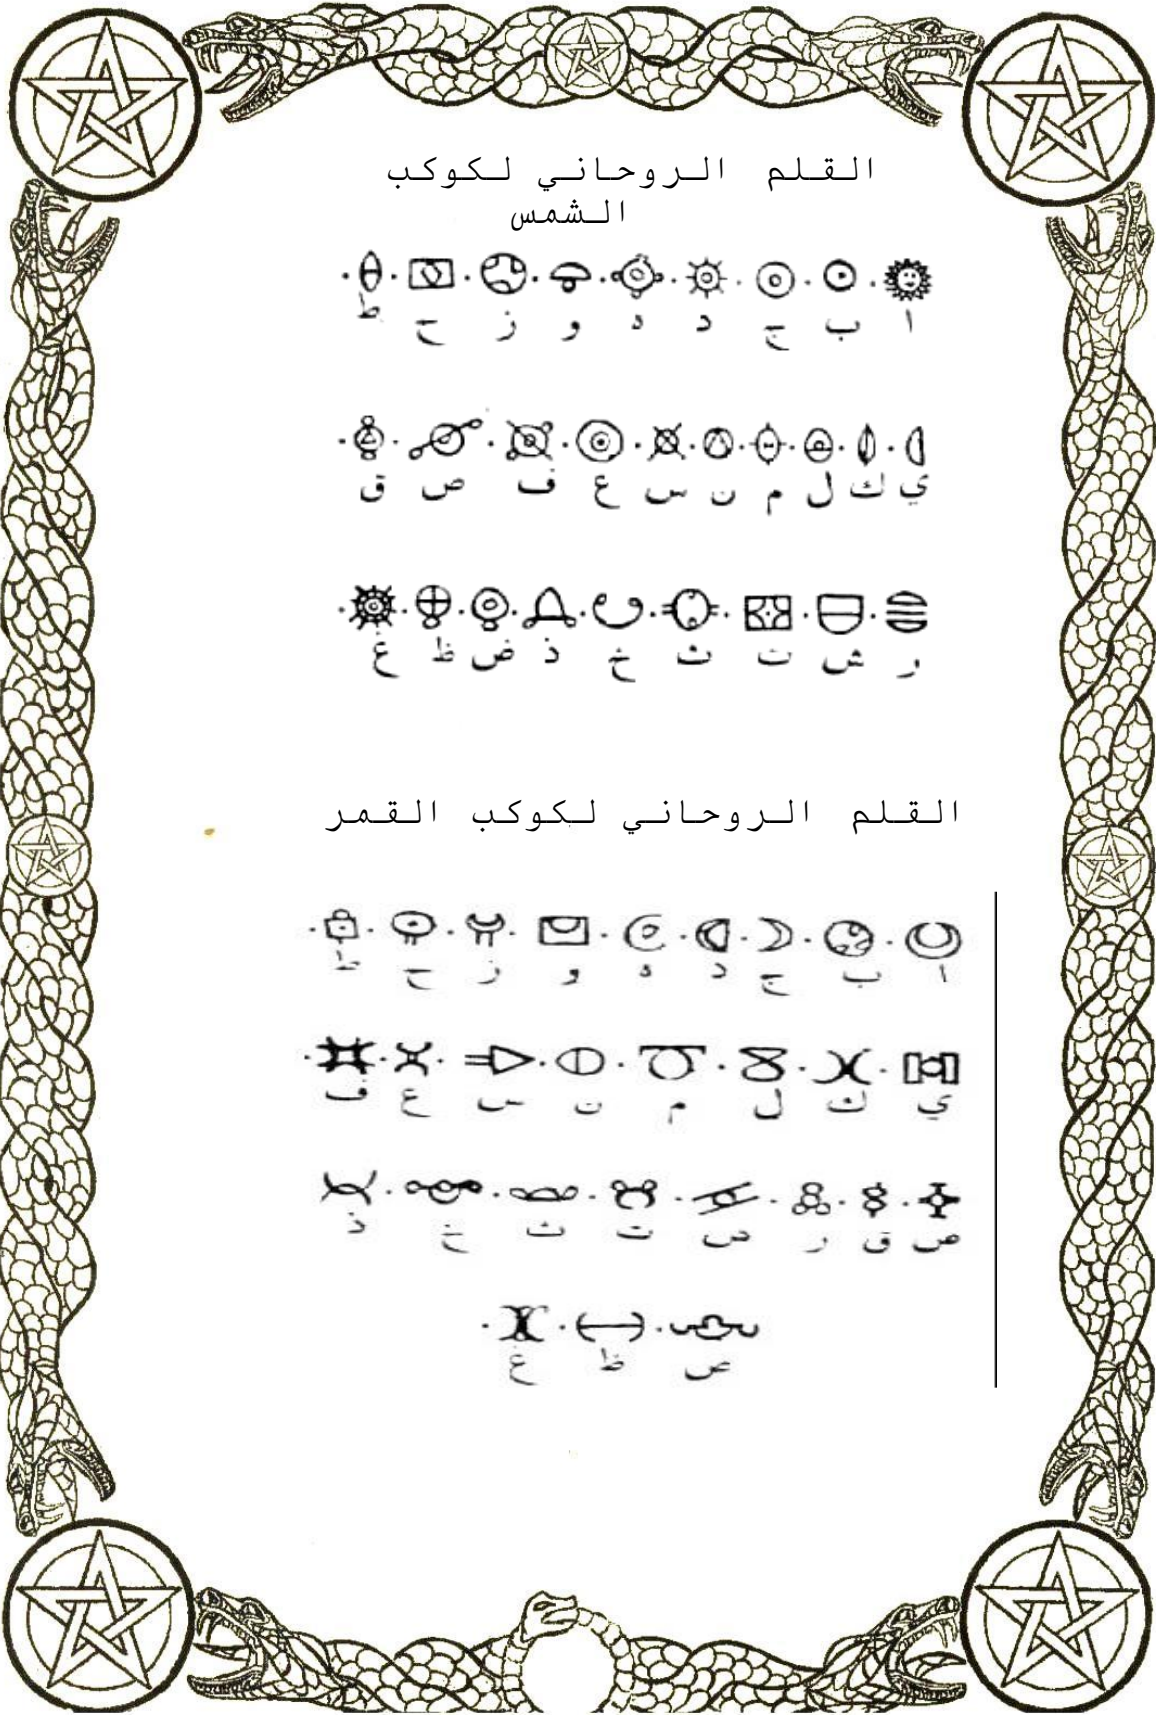 القلم الروحاني لكوكب
الشمس
ا ب ج د ه و ز ح ط
ي ك ل م ن س ع ف ص ق
ر ش ت ث خ ذ ض ظ غ
القلم الروحاني لكوكب القمر
ا ب ج د ه و ز ح ط
ي ك ل م ن س ع ف
ص ق ر س ت ث خ ذ
ص ظ غ